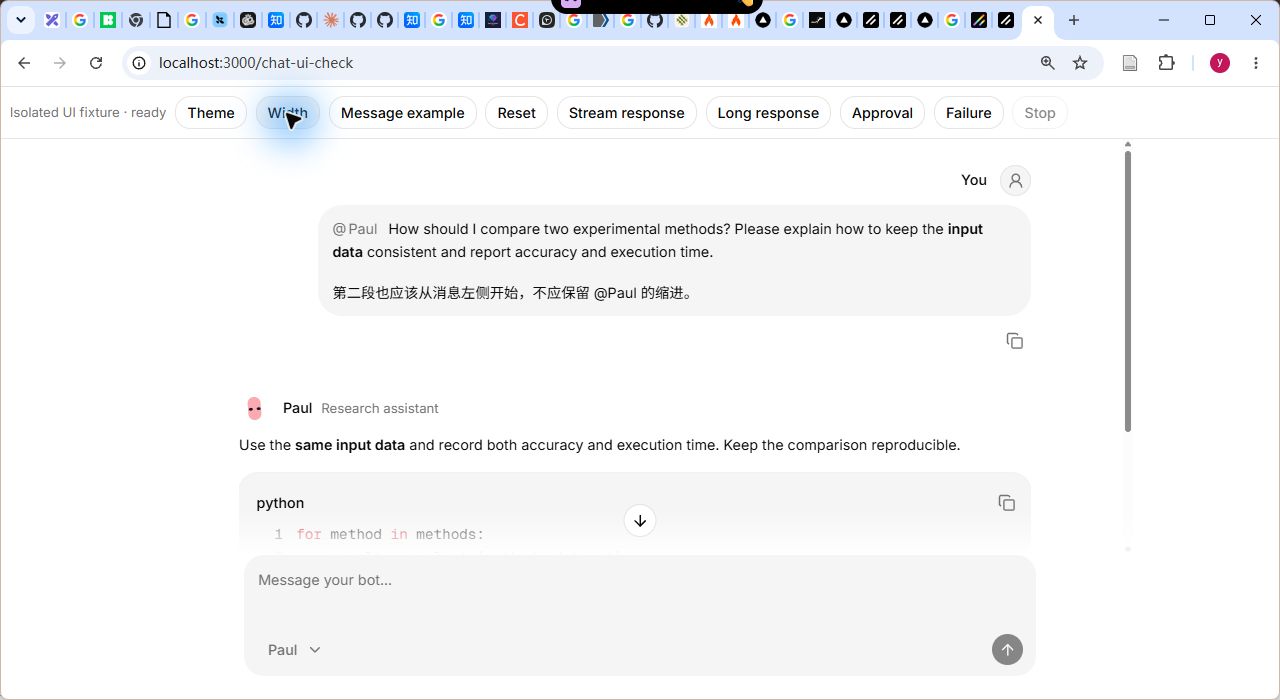 localhost:3000/chat-ui-check
Isolated UI fixture · ready Theme Width Message example Reset Stream response Long response Approval Failure Stop
You
@Paul How should I compare two experimental methods? Please explain how to keep the input
data consistent and report accuracy and execution time.
第二段也应该从消息左侧开始，不应保留 @Paul 的缩进。
Paul Research assistant
Use the same input data and record both accuracy and execution time. Keep the comparison reproducible.
python
1 for method in methods:
Message your bot...
Paul